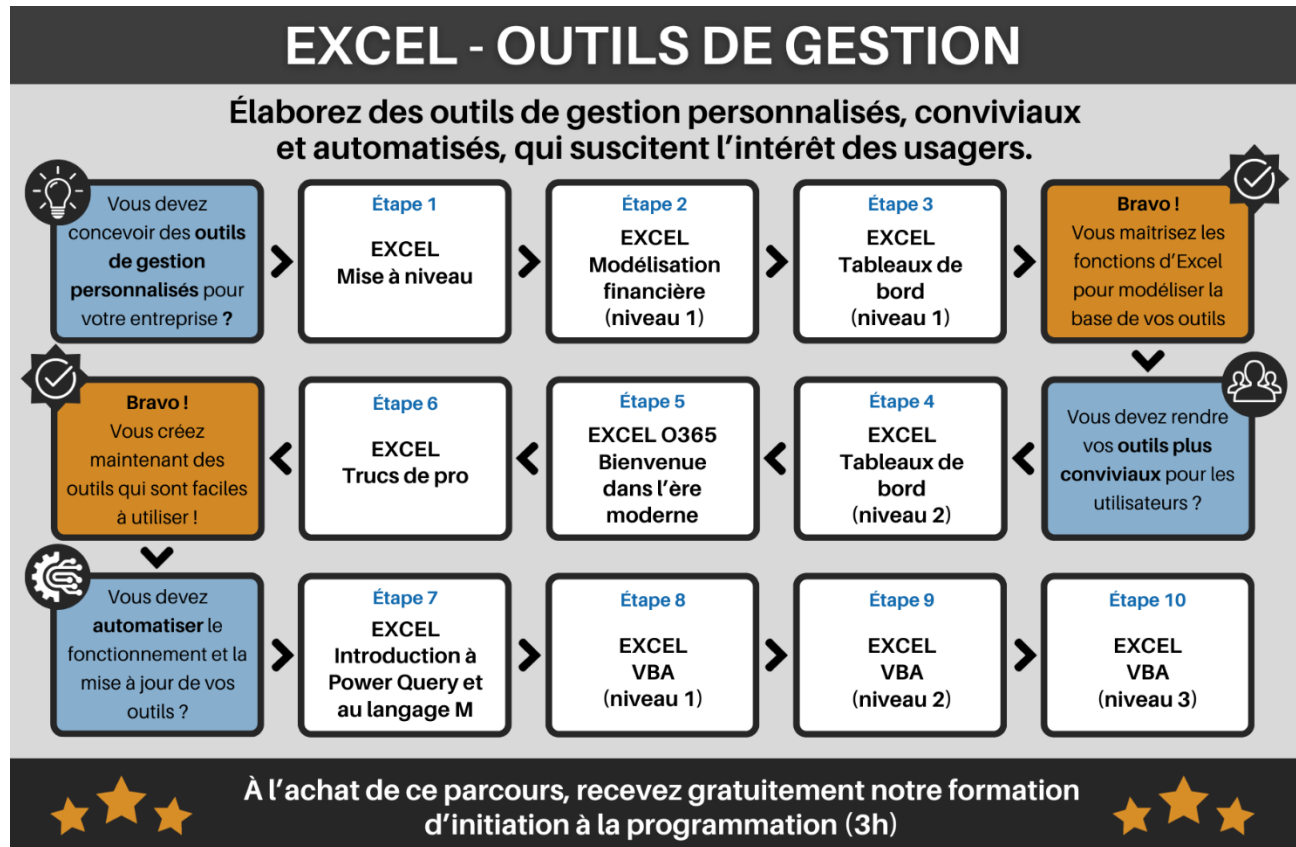 EXCEL - OUTILS DE GESTION
Élaborez des outils de gestion personnalisés, conviviaux
et automatisés, qui suscitent l'intérêt des usagers.
Vous devez
concevoir des outils
de gestion
personnalisés pour
votre entreprise ?
Étape 1
EXCEL
Mise à niveau
Étape 2
EXCEL
Modélisation
financière
(niveau 1)
Étape 3
EXCEL
Tableaux de
bord
(niveau 1)
Bravo !
Vous maitrisez les
fonctions d'Excel
pour modéliser la
base de vos outils
Vous devez rendre
vos outils plus
conviviaux pour les
utilisateurs ?
Étape 4
EXCEL
Tableaux de
bord
(niveau 2)
Étape 5
EXCEL O365
Bienvenue
dans l'ère
moderne
Étape 6
EXCEL
Trucs de pro
Bravo !
Vous créez
maintenant des
outils qui sont faciles
à utiliser !
Vous devez
automatiser le
fonctionnement et la
mise à jour de vos
outils ?
Étape 7
EXCEL
Introduction à
Power Query et
au langage M
Étape 8
EXCEL
VBA
(niveau 1)
Étape 9
EXCEL
VBA
(niveau 2)
Étape 10
EXCEL
VBA
(niveau 3)
À l'achat de ce parcours, recevez gratuitement notre formation
d'initiation à la programmation (3h)